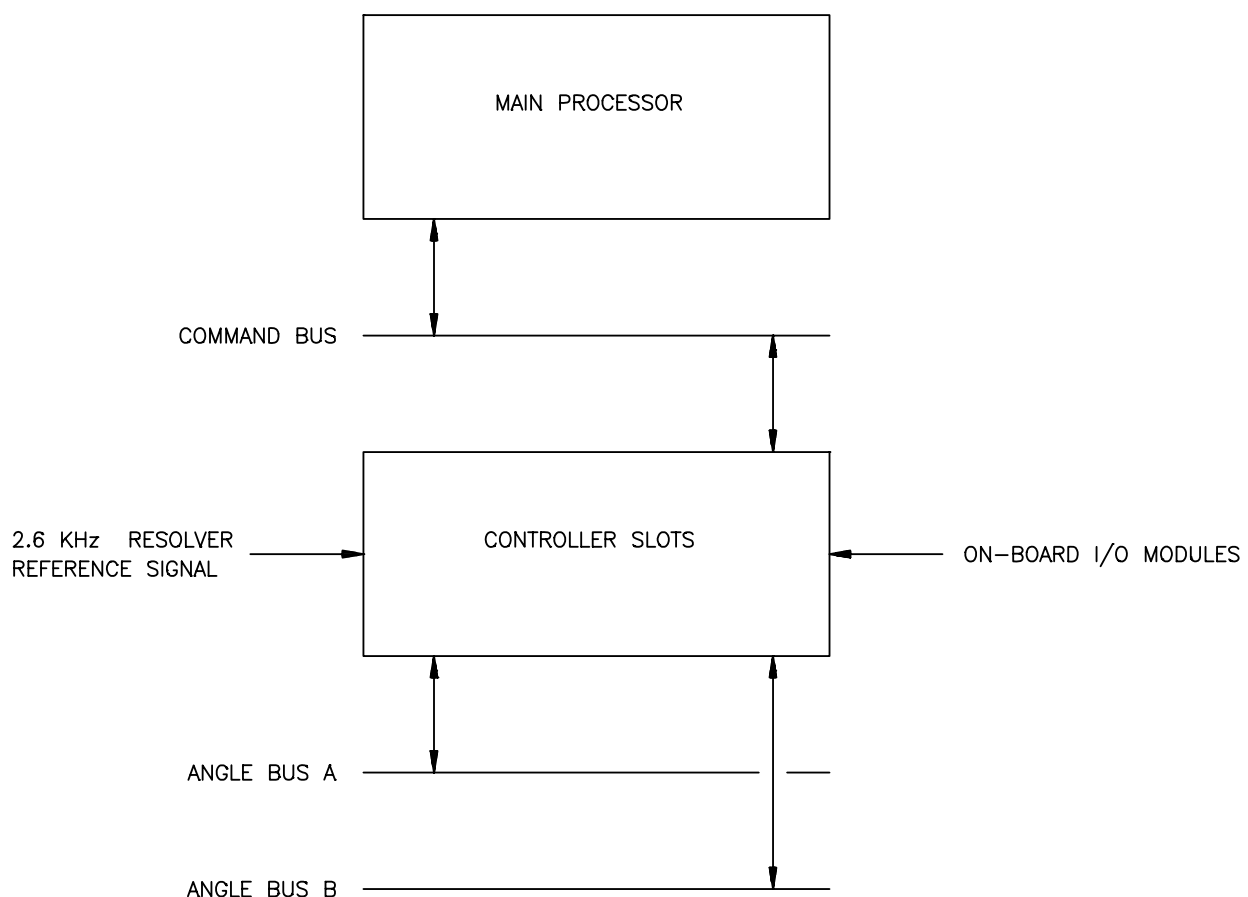 MAIN PROCESSOR
COMMAND BUS
CONTROLLER SLOTS
2.6 KHz RESOLVER
REFERENCE SIGNAL
ON-BOARD I/O MODULES
ANGLE BUS A
ANGLE BUS B